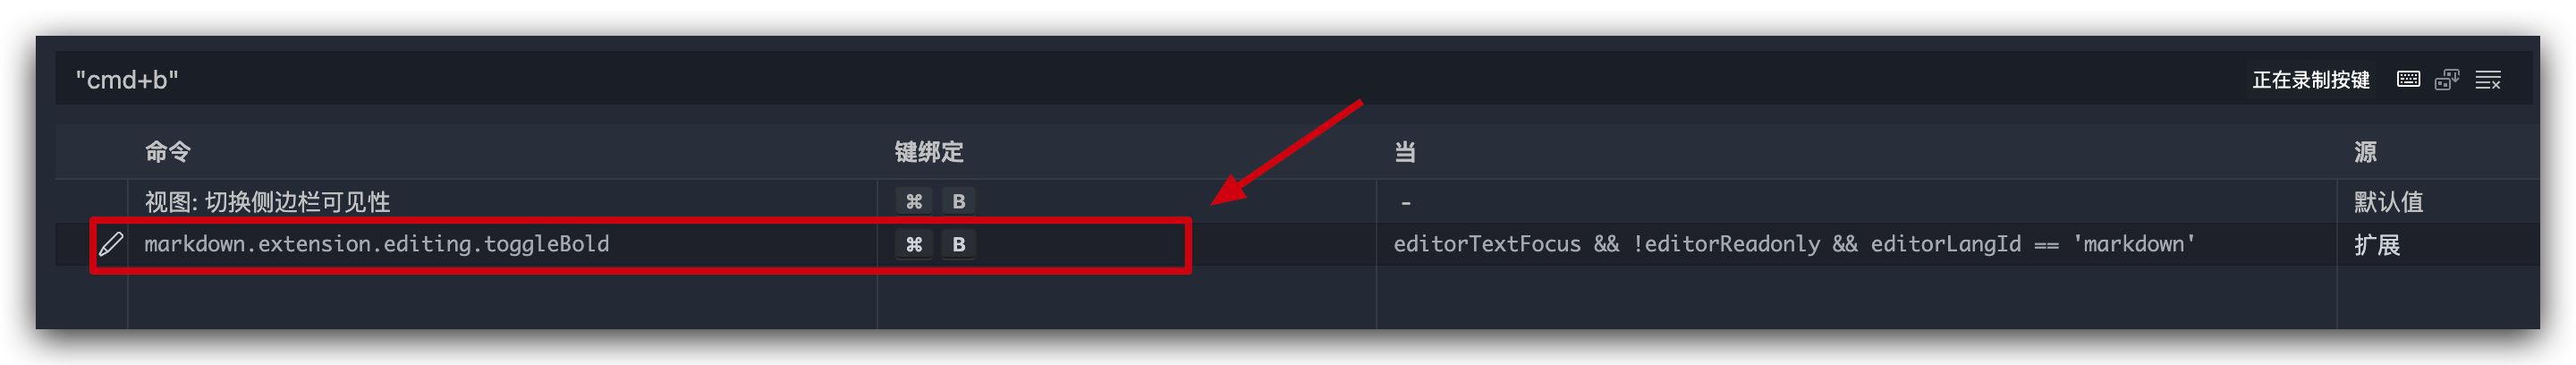 "cmd+b" 正在录制按键
命令 键绑定 当 源
视图: 切换侧边栏可见性 ⌘ B - 默认值
markdown.extension.editing.toggleBold ⌘ B editorTextFocus && !editorReadonly && editorLangId == 'markdown' 扩展